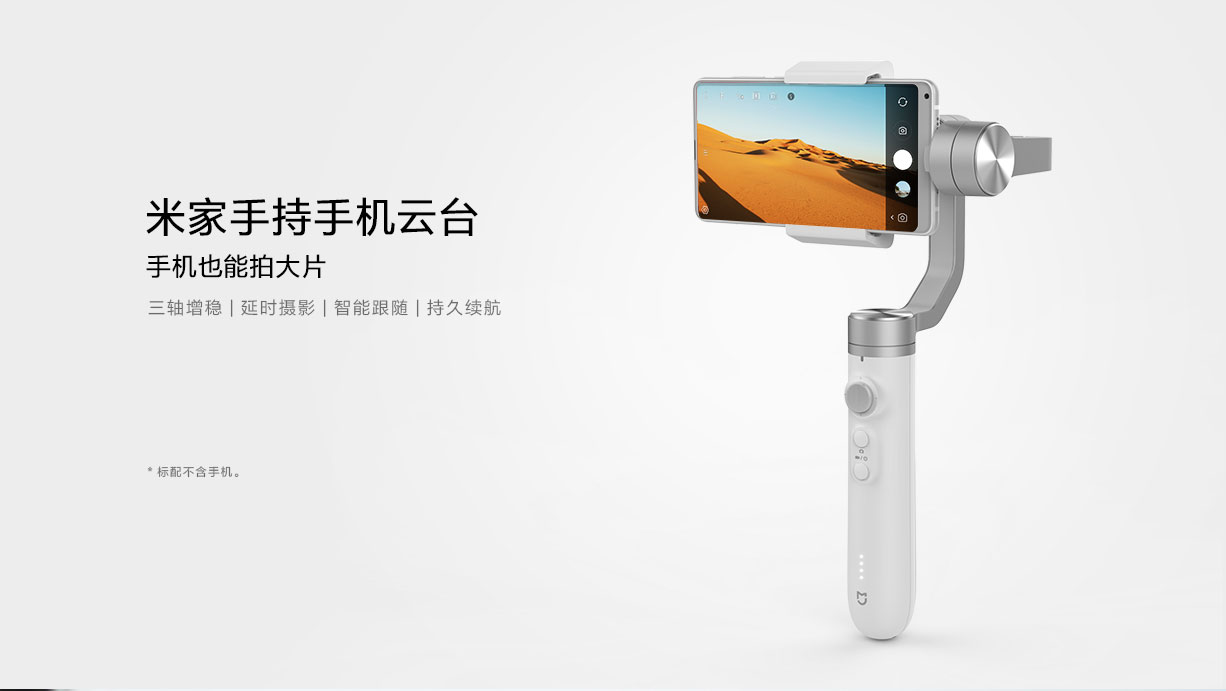 米家手持手机云台
手机也能拍大片
三轴增稳 | 延时摄影 | 智能跟随 | 持久续航
* 标配不含手机。